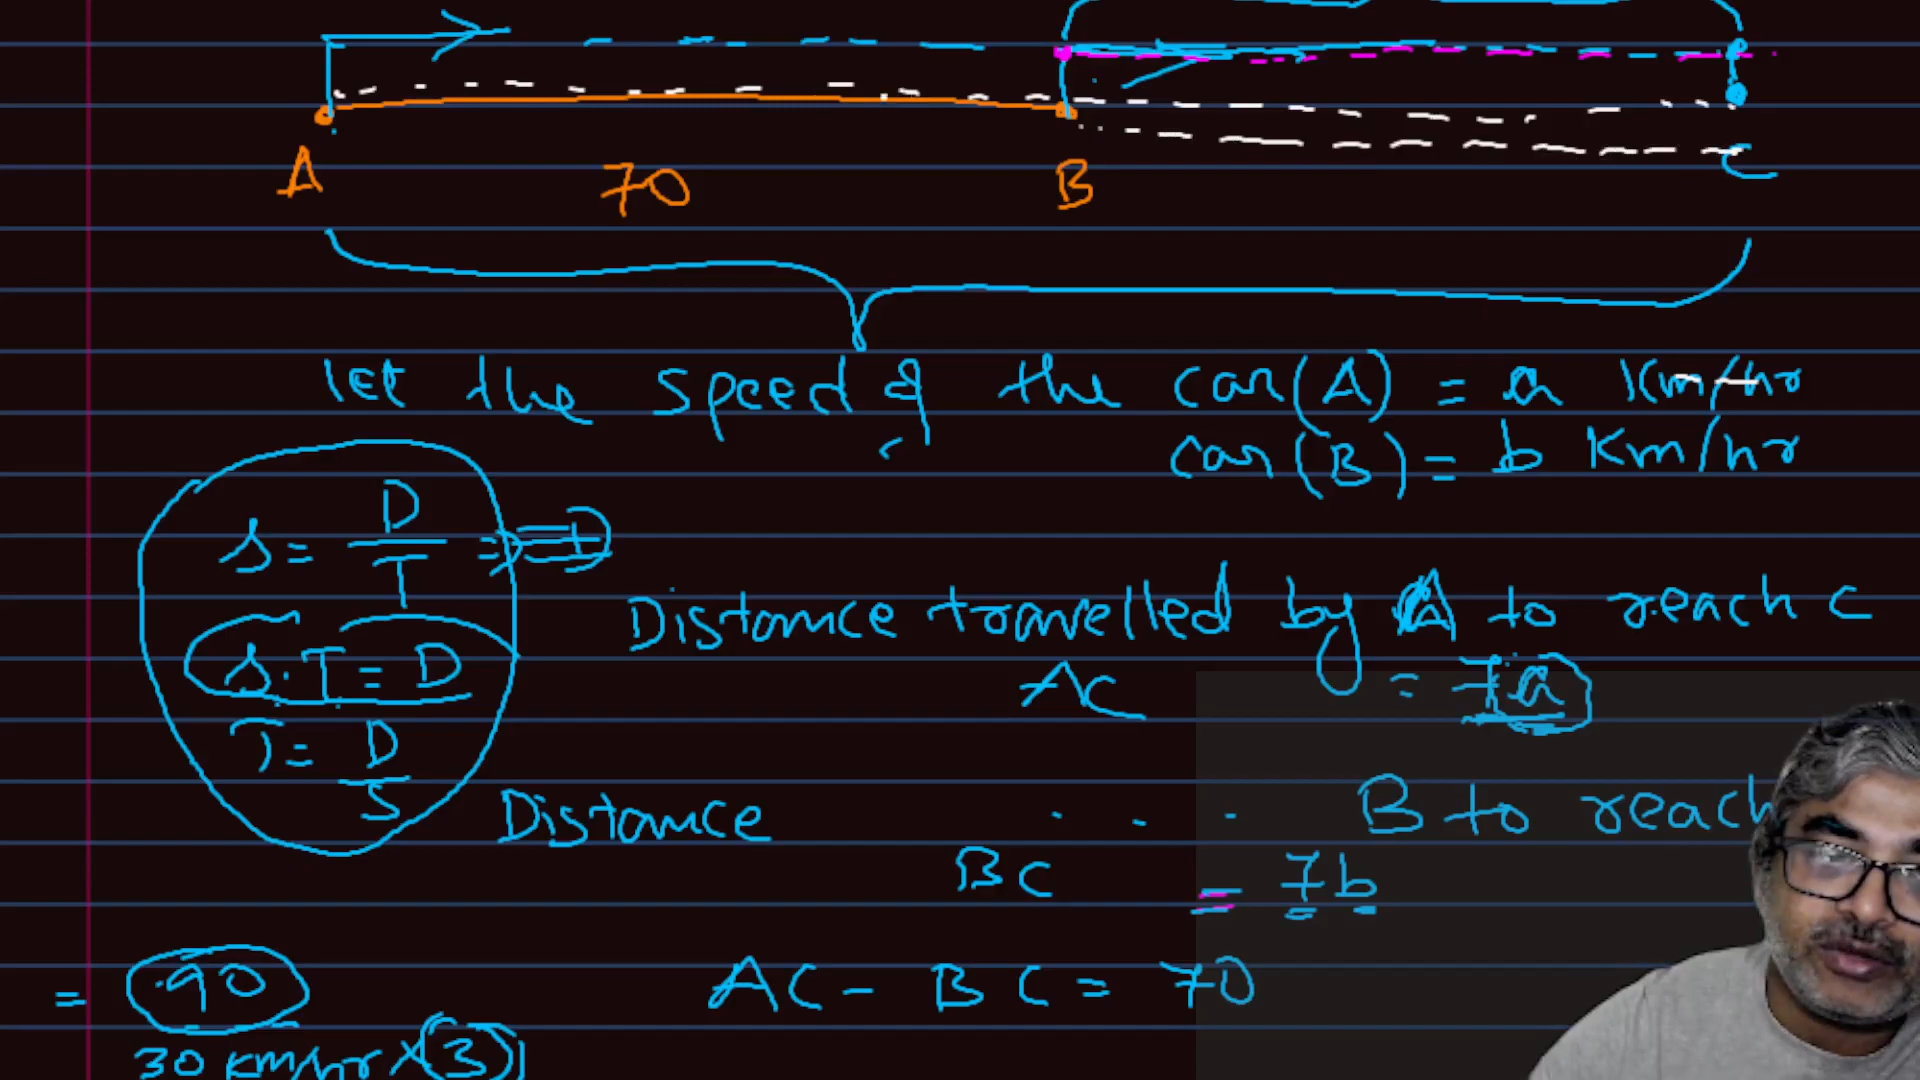 A 70 B C
let the speed of the car(A) = a Km/hr
car(B) = b Km/hr
s = D/T => D
Distance travelled by A to reach C
s.T = D
AC = 7a
T = D/S
Distance . . . B to reach
BC = 7b
= 90
AC - BC = 70
30 km/hr x (3)